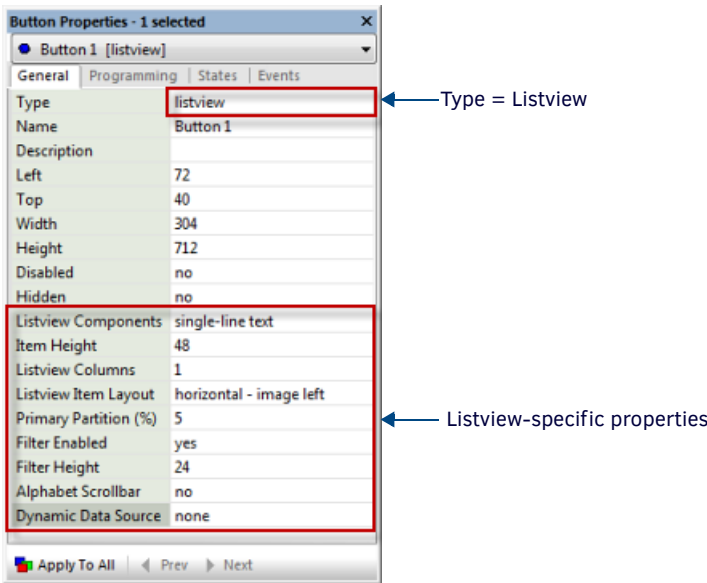 Button Properties - 1 selected
Button 1 [listview]
General Programming States Events
Type listview
Type = Listview
Name Button 1
Description
Left 72
Top 40
Width 304
Height 712
Disabled no
Hidden no
Listview Components single-line text
Item Height 48
Listview Columns 1
Listview Item Layout horizontal - image left
Primary Partition (%) 5
Listview-specific properties
Filter Enabled yes
Filter Height 24
Alphabet Scrollbar no
Dynamic Data Source none
Apply To All Prev Next